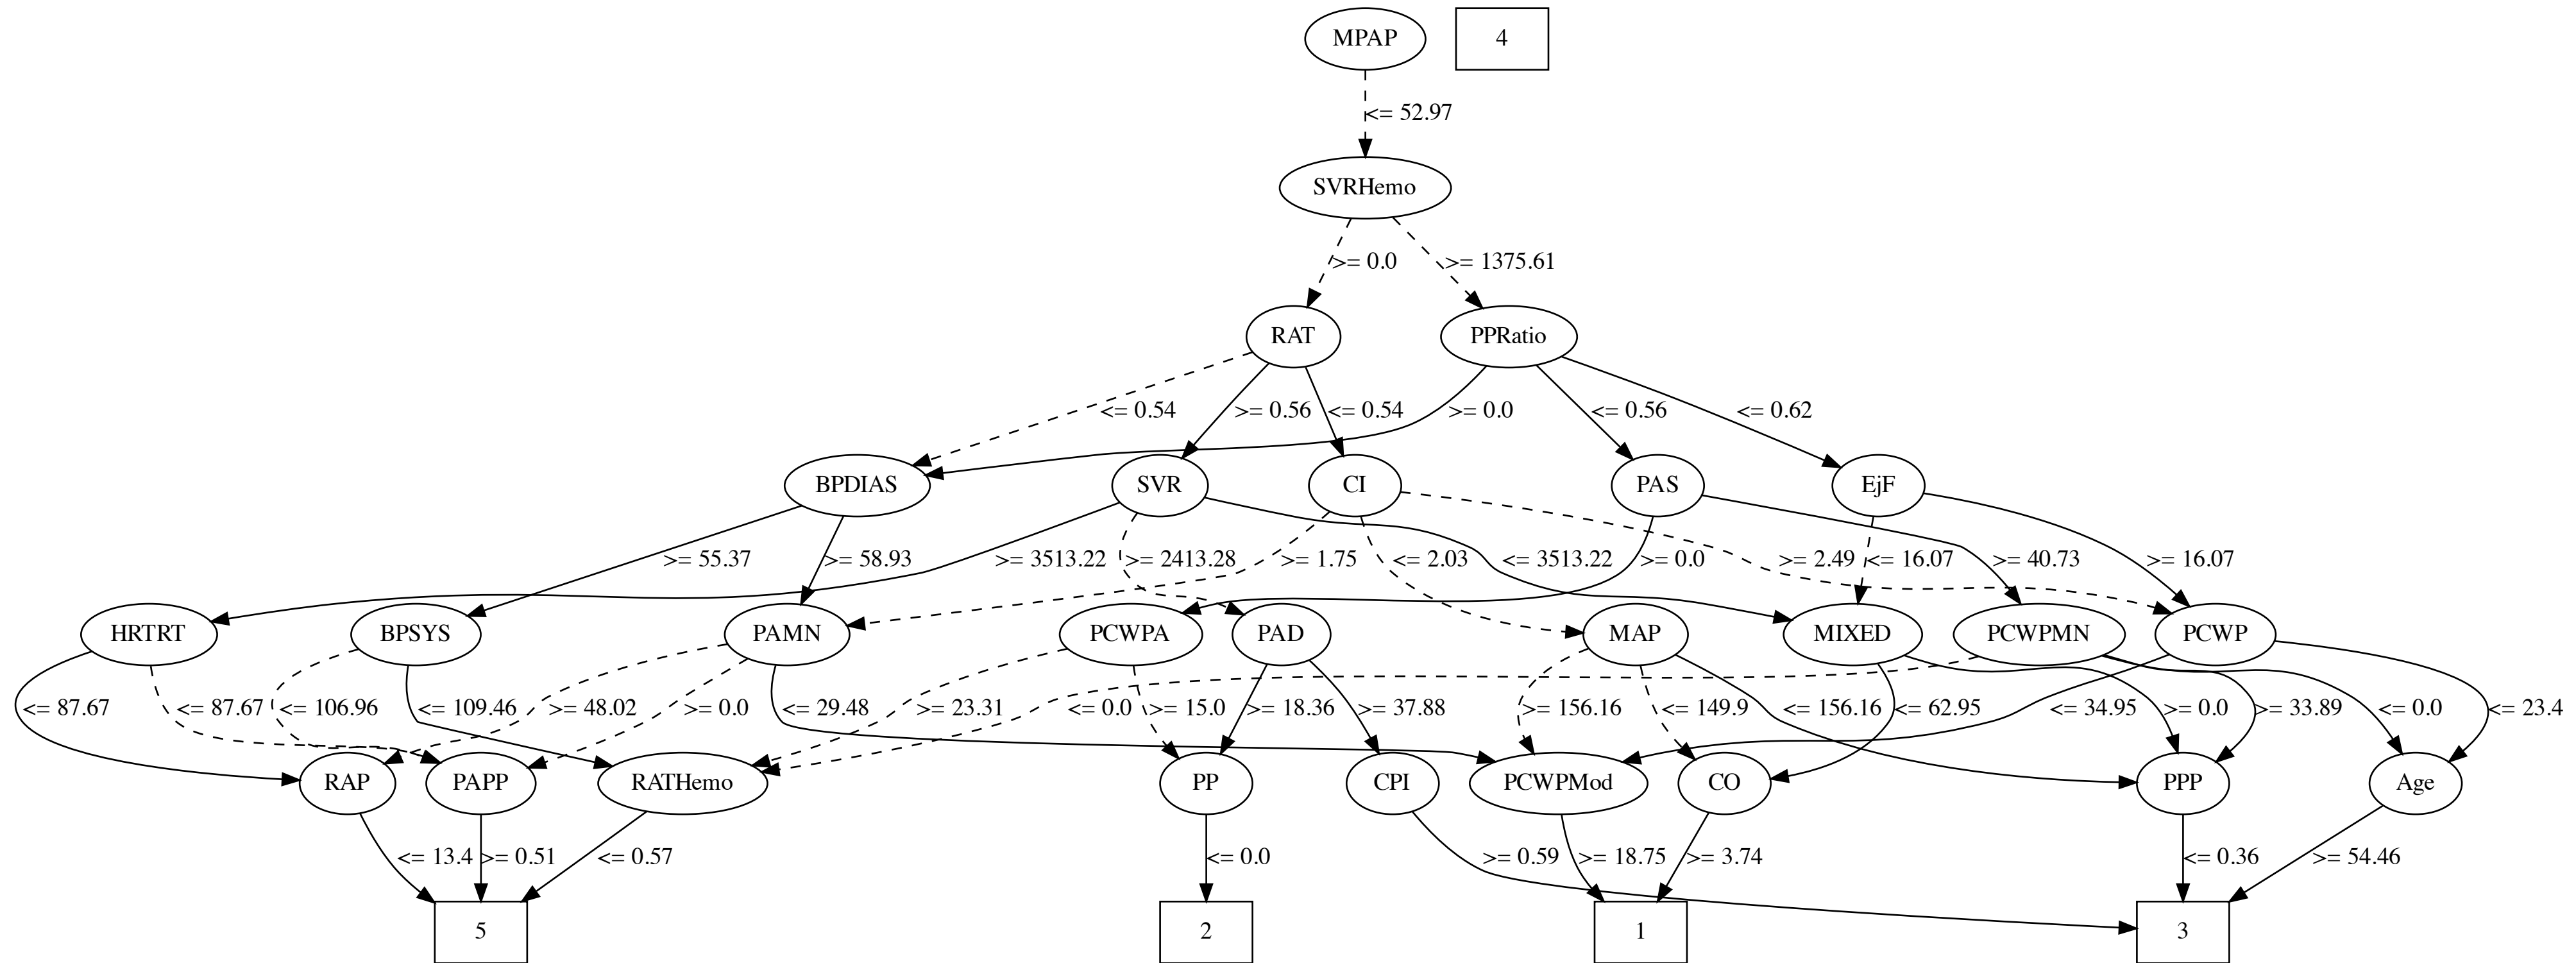 MPAP
4
<= 52.97
SVRHemo
>= 0.0
>= 1375.61
RAT
PPRatio
<= 0.54
>= 0.56
<= 0.54
>= 0.0
<= 0.56
<= 0.62
BPDIAS
SVR
CI
PAS
EjF
>= 55.37
>= 58.93
>= 3513.22
>= 2413.28
>= 1.75
<= 2.03
<= 3513.22
>= 0.0
>= 2.49
<= 16.07
>= 40.73
>= 16.07
HRTRT
BPSYS
PAMN
PCWPA
PAD
MAP
MIXED
PCWPMN
PCWP
<= 87.67
<= 87.67
<= 106.96
<= 109.46
>= 48.02
>= 0.0
<= 29.48
>= 23.31
<= 0.0
>= 15.0
>= 18.36
>= 37.88
>= 156.16
<= 149.9
<= 156.16
<= 62.95
<= 34.95
>= 0.0
>= 33.89
<= 0.0
<= 23.4
RAP
PAPP
RATHemo
PP
CPI
PCWPMod
CO
PPP
Age
<= 13.4
>= 0.51
<= 0.57
<= 0.0
>= 0.59
>= 18.75
>= 3.74
<= 0.36
>= 54.46
5
2
1
3